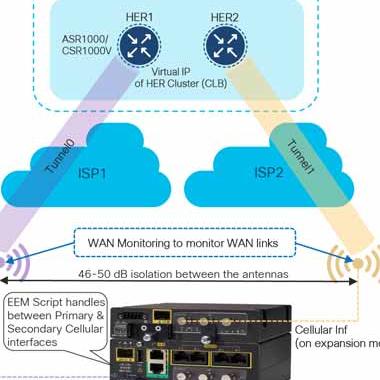 HER1
HER2
ASR1000/
CSR1000V
Virtual IP
of HER Cluster (CLB)
Tunnel0
ISP1
ISP2
Tunnel1
WAN Monitoring to monitor WAN links
46-50 dB isolation between the antennas
EEM Script handles
between Primary &
Secondary Cellular
interfaces
Cellular Inf
(on expansion mo